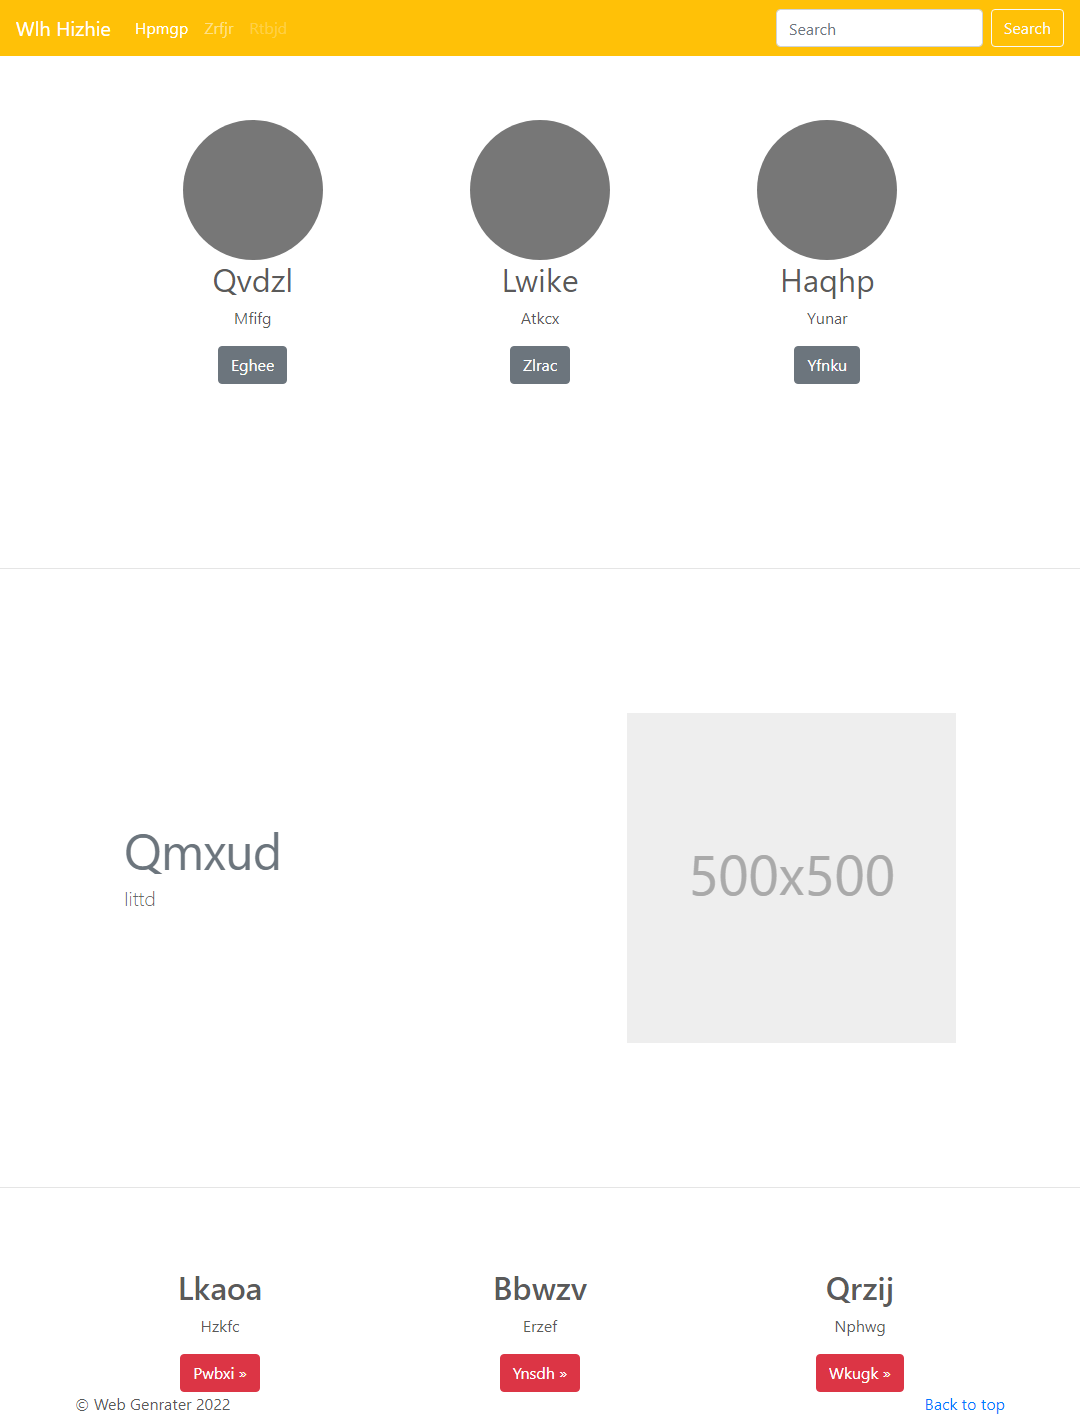 Wlh Hizhie Hpmgp Zrfjr Rtbjd Search Search
Qvdzl
Mfifg
Eghee
Lwike
Atkcx
Zlrac
Haqhp
Yunar
Yfnku
Qmxud
500x500
Lkaoa
Hzkfc
Pwbxi »
Bbwzv
Erzef
Ynsdh »
Qrzij
Nphwg
Wkugk »
© Web Genrater 2022
Back to top